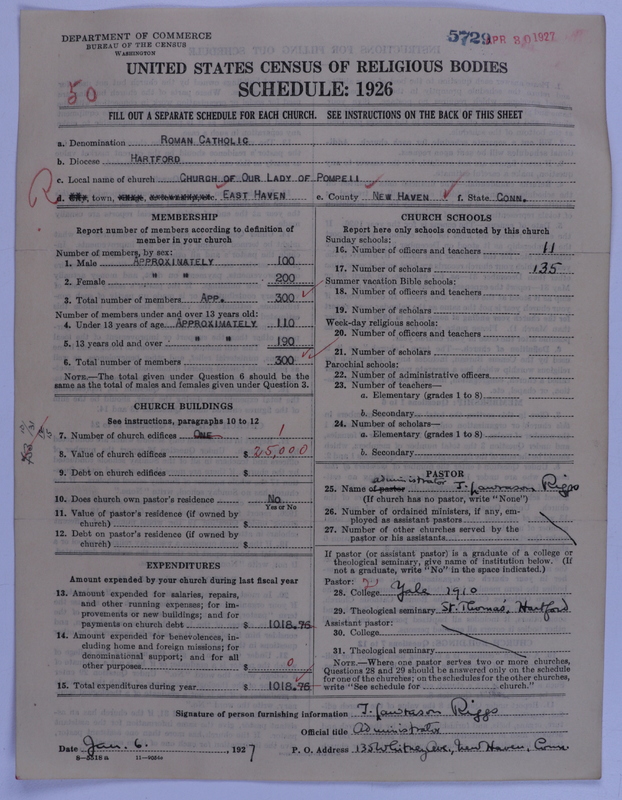 DEPARTMENT OF COMMERCE
BUREAU OF THE CENSUS
WASHINGTON
5729
APR 30 1927
UNITED STATES CENSUS OF RELIGIOUS BODIES
SCHEDULE: 1926
50
FILL OUT A SEPARATE SCHEDULE FOR EACH CHURCH. SEE INSTRUCTIONS ON THE BACK OF THIS SHEET
a. Denomination ROMAN CATHOLIC
b. Diocese HARTFORD
c. Local name of church CHURCH OF OUR LADY OF POMPEII
R
d. City, town, village, EAST HAVEN e. County NEW HAVEN f. State CONN.
MEMBERSHIP
Report number of members according to definition of
member in your church
Number of members, by sex:
1. Male APPROXIMATELY 100
2. Female " " 200
3. Total number of members APP. 300
Number of members under and over 13 years old:
4. Under 13 years of age APPROXIMATELY 110
5. 13 years old and over " " 190
6. Total number of members 300
NOTE.—The total given under Question 6 should be the
same as the total of males and females given under Question 3.
CHURCH BUILDINGS
See instructions, paragraphs 10 to 12
7. Number of church edifices ONE 1
8. Value of church edifices $ 25,000
9. Debt on church edifices $
10. Does church own pastor's residence No
Yes or No
11. Value of pastor's residence (if owned by
church) $
12. Debt on pastor's residence (if owned by
church) $
EXPENDITURES
Amount expended by your church during last fiscal year
13. Amount expended for salaries, repairs,
and other running expenses; for im-
provements or new buildings; and for
payments on church debt $ 1018.75
14. Amount expended for benevolences, in-
cluding home and foreign missions; for
denominational support; and for all
other purposes $ 0
15. Total expenditures during year $ 1018.75
CHURCH SCHOOLS
Report here only schools conducted by this church
Sunday schools:
16. Number of officers and teachers 11
17. Number of scholars 135
Summer vacation Bible schools:
18. Number of officers and teachers
19. Number of scholars
Week-day religious schools:
20. Number of officers and teachers
21. Number of scholars
Parochial schools:
22. Number of administrative officers
23. Number of teachers—
a. Elementary (grades 1 to 8)
b. Secondary
24. Number of scholars—
a. Elementary (grades 1 to 8)
b. Secondary
PASTOR
administrator
25. Name of pastor T. Lawrason Riggs
(If church has no pastor, write "None")
26. Number of ordained ministers, if any, em-
ployed as assistant pastors
27. Number of other churches served by the
pastor or his assistants
If pastor (or assistant pastor) is a graduate of a college or
theological seminary, give name of institution below. (If
not a graduate, write "No" in the space indicated.)
Pastor:
28. College Yale 1910
29. Theological seminary St. Thomas', Hartford
Assistant pastor:
30. College
31. Theological seminary
NOTE.—Where one pastor serves two or more churches,
Questions 28 and 29 should be answered only on the schedule
for one of the churches; on the schedules for the other churches,
write "See schedule for church."
Signature of person furnishing information T. Lawrason Riggs
Official title Administrator
Date Jan. 6. , 1927 P. O. Address 135 Whitney Ave., New Haven, Conn.
8—5318a 11—9054a